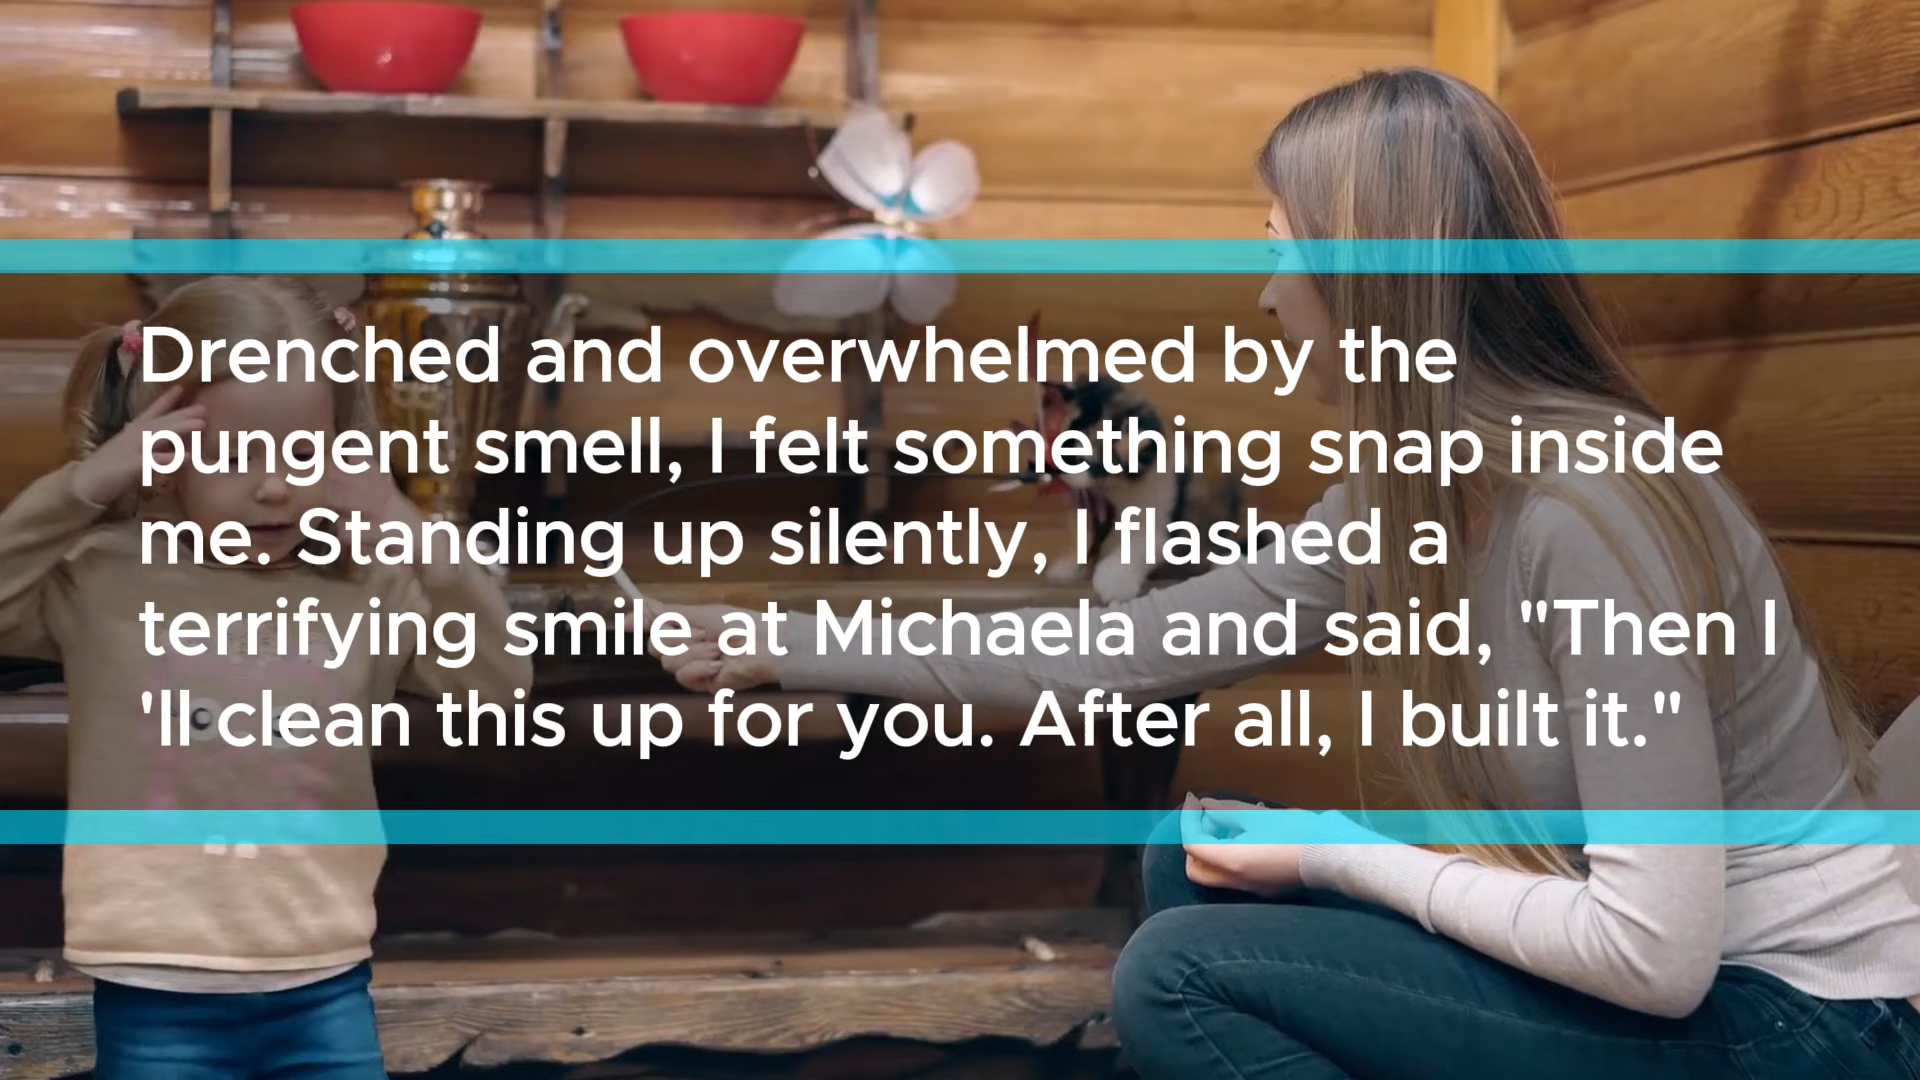 Drenched and overwhelmed by the
pungent smell, I felt something snap inside
me. Standing up silently, I flashed a
terrifying smile at Michaela and said, "Then I
'll clean this up for you. After all, I built it."